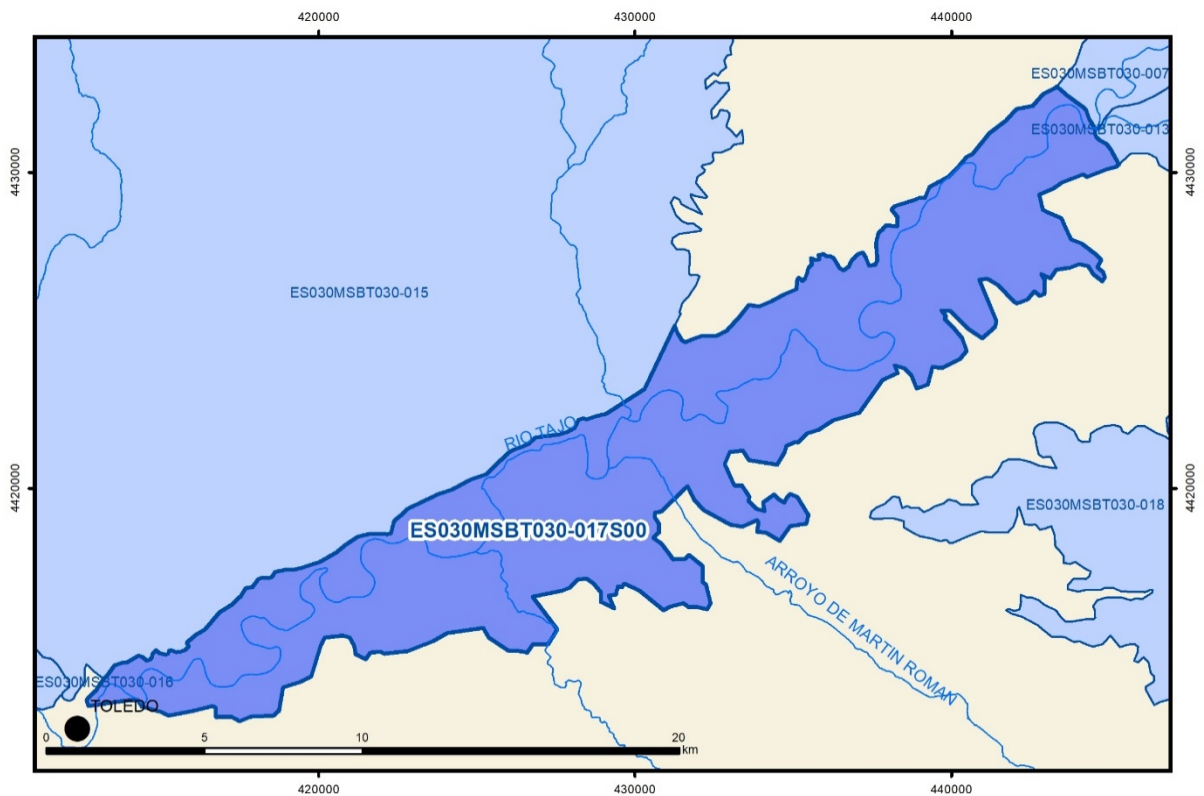 420000
430000
440000
ES030MSBT030-007
ES030MSBT030-013
4430000
4430000
ES030MSBT030-015
RIO TAJO
4420000
4420000
ES030MSBT030-018
ES030MSBT030-017S00
ARROYO DE MARTIN ROMAN
ES030MSBT030-016
TOLEDO
0 5 10 20
km
420000
430000
440000